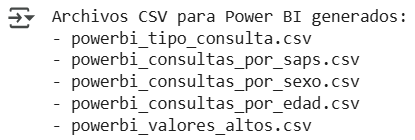 Archivos CSV para Power BI generados:
- powerbi_tipo_consulta.csv
- powerbi_consultas_por_saps.csv
- powerbi_consultas_por_sexo.csv
- powerbi_consultas_por_edad.csv
- powerbi_valores_altos.csv